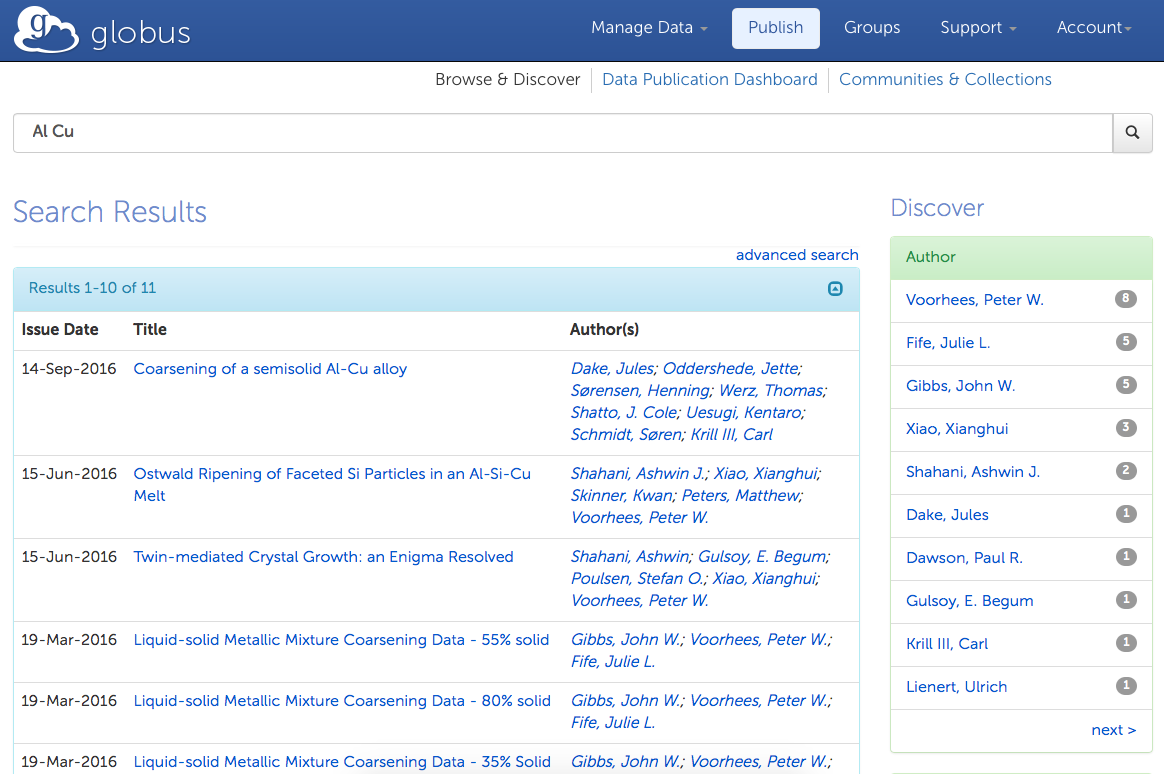 g globus
Manage Data Publish Groups Support Account
Browse & Discover Data Publication Dashboard Communities & Collections
Al Cu
Search Results
advanced search
Results 1-10 of 11
Issue Date Title Author(s)
14-Sep-2016 Coarsening of a semisolid Al-Cu alloy Dake, Jules; Oddershede, Jette;
Sørensen, Henning; Werz, Thomas;
Shatto, J. Cole; Uesugi, Kentaro;
Schmidt, Søren; Krill III, Carl
15-Jun-2016 Ostwald Ripening of Faceted Si Particles in an Al-Si-Cu Shahani, Ashwin J.; Xiao, Xianghui;
Melt Skinner, Kwan; Peters, Matthew;
Voorhees, Peter W.
15-Jun-2016 Twin-mediated Crystal Growth: an Enigma Resolved Shahani, Ashwin; Gulsoy, E. Begum;
Poulsen, Stefan O.; Xiao, Xianghui;
Voorhees, Peter W.
19-Mar-2016 Liquid-solid Metallic Mixture Coarsening Data - 55% solid Gibbs, John W.; Voorhees, Peter W.;
Fife, Julie L.
19-Mar-2016 Liquid-solid Metallic Mixture Coarsening Data - 80% solid Gibbs, John W.; Voorhees, Peter W.;
Fife, Julie L.
19-Mar-2016 Liquid-solid Metallic Mixture Coarsening Data - 35% Solid Gibbs, John W.; Voorhees, Peter W.;
Discover
Author
Voorhees, Peter W. 8
Fife, Julie L. 5
Gibbs, John W. 5
Xiao, Xianghui 3
Shahani, Ashwin J. 2
Dake, Jules 1
Dawson, Paul R. 1
Gulsoy, E. Begum 1
Krill III, Carl 1
Lienert, Ulrich 1
next >